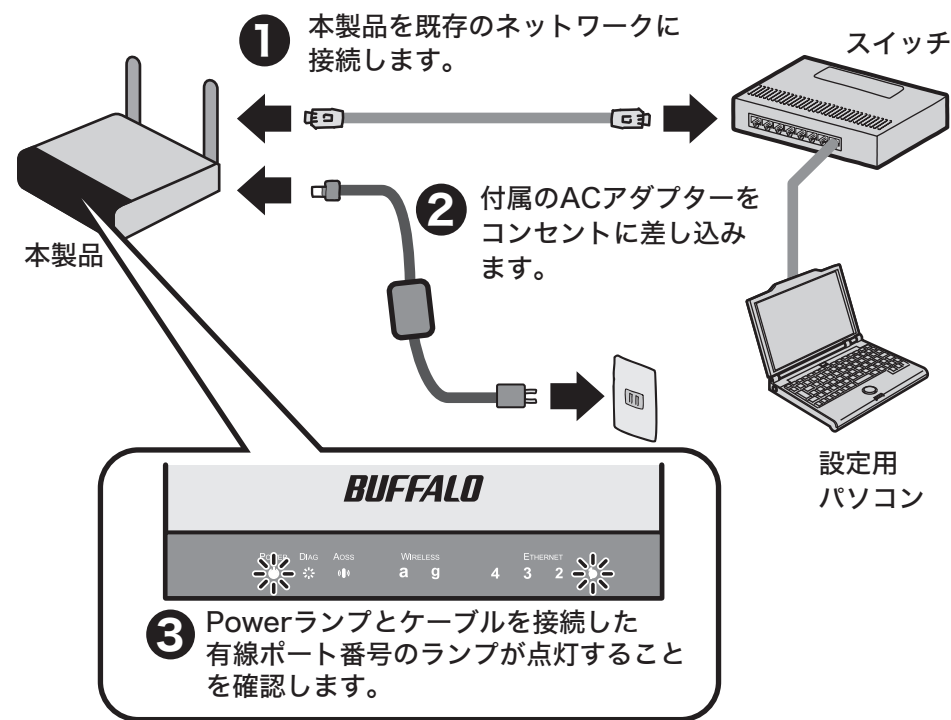 ❶ 本製品を既存のネットワークに
接続します。
スイッチ
❷ 付属のACアダプターを
コンセントに差し込み
ます。
本製品
設定用
パソコン
BUFFALO
POWER DIAG AOSS WIRELESS ETHERNET
a g 4 3 2
❸ Powerランプとケーブルを接続した
有線ポート番号のランプが点灯すること
を確認します。